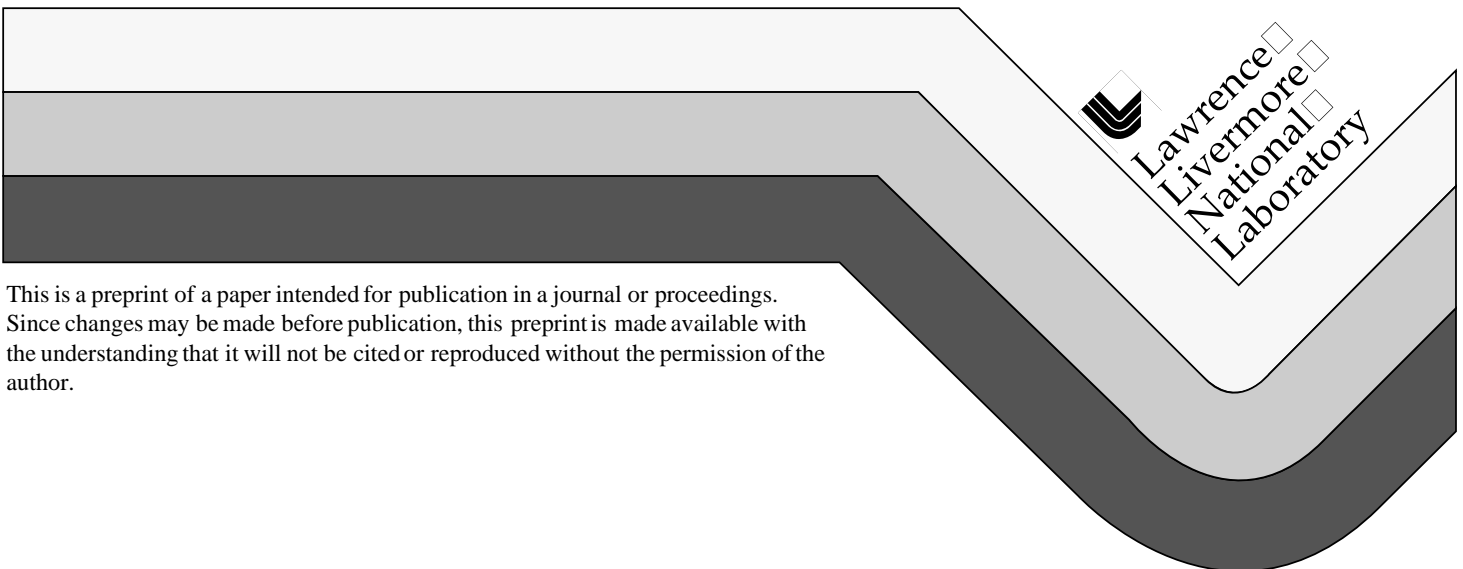 Lawrence
Livermore
National
Laboratory
This is a preprint of a paper intended for publication in a journal or proceedings.
Since changes may be made before publication, this preprint is made available with
the understanding that it will not be cited or reproduced without the permission of the
author.